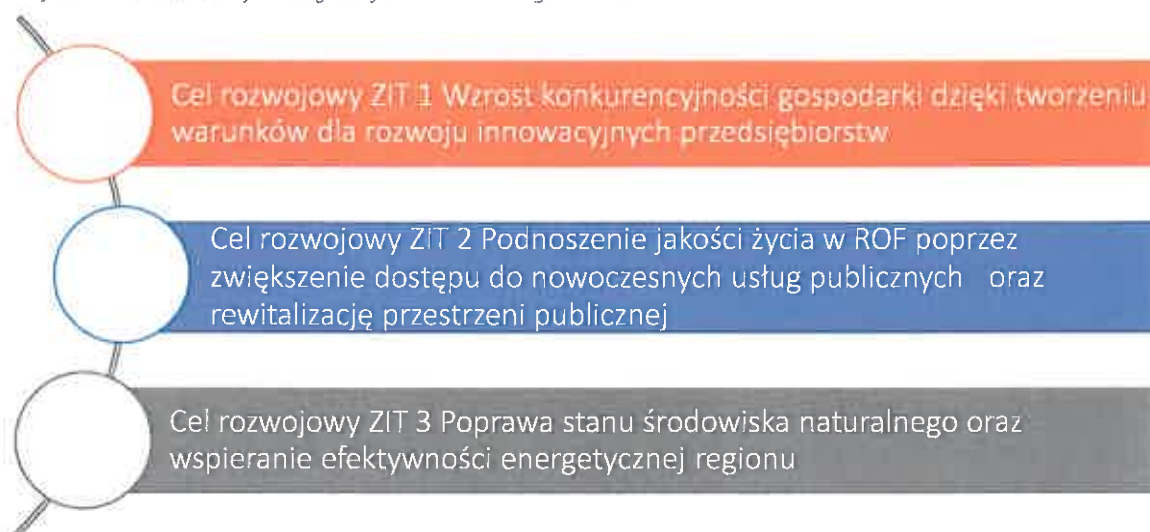 Cel rozwojowy ZIT 1 Wzrost konkurencyjności gospodarki dzięki tworzeniu
warunków dla rozwoju innowacyjnych przedsiębiorstw
Cel rozwojowy ZIT 2 Podnoszenie jakości życia w ROF poprzez
zwiększenie dostępu do nowoczesnych usług publicznych oraz
rewitalizację przestrzeni publicznej
Cel rozwojowy ZIT 3 Poprawa stanu środowiska naturalnego oraz
wspieranie efektywności energetycznej regionu